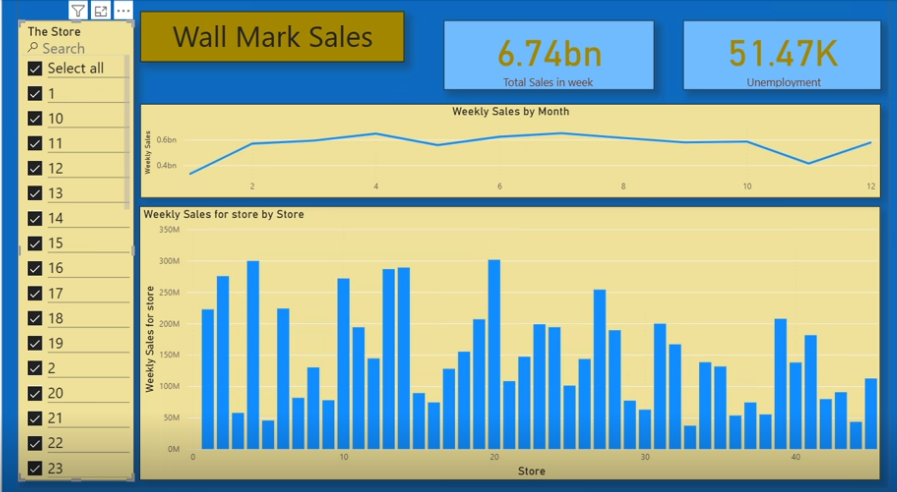 The Store
Search
Select all
1
10
11
12
13
14
15
16
17
18
19
2
20
21
22
23
Wall Mark Sales
6.74bn
Total Sales in week
51.47K
Unemployment
Weekly Sales by Month
Weekly Sales
0.6bn
0.4bn
2 4 6 8 10 12
Weekly Sales for store by Store
Weekly Sales for store
350M
300M
250M
200M
150M
100M
50M
0M
0 10 20 30 40
Store